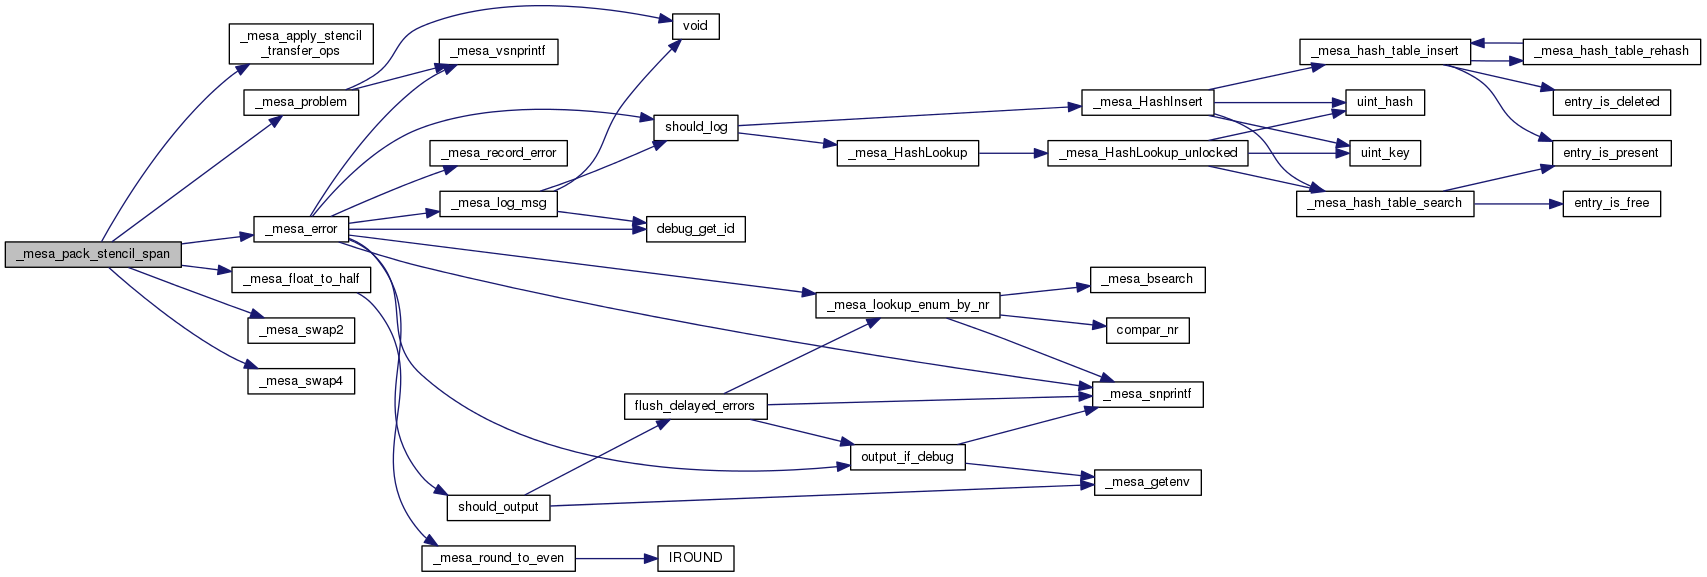 _mesa_pack_stencil_span
_mesa_apply_stencil
_transfer_ops
_mesa_problem
_mesa_error
_mesa_float_to_half
_mesa_swap2
_mesa_swap4
_mesa_vsnprintf
_mesa_record_error
_mesa_log_msg
should_output
_mesa_round_to_even
void
should_log
debug_get_id
flush_delayed_errors
IROUND
_mesa_HashLookup
_mesa_lookup_enum_by_nr
output_if_debug
_mesa_HashInsert
_mesa_HashLookup_unlocked
_mesa_bsearch
compar_nr
_mesa_snprintf
_mesa_getenv
_mesa_hash_table_insert
uint_hash
uint_key
_mesa_hash_table_search
_mesa_hash_table_rehash
entry_is_deleted
entry_is_present
entry_is_free